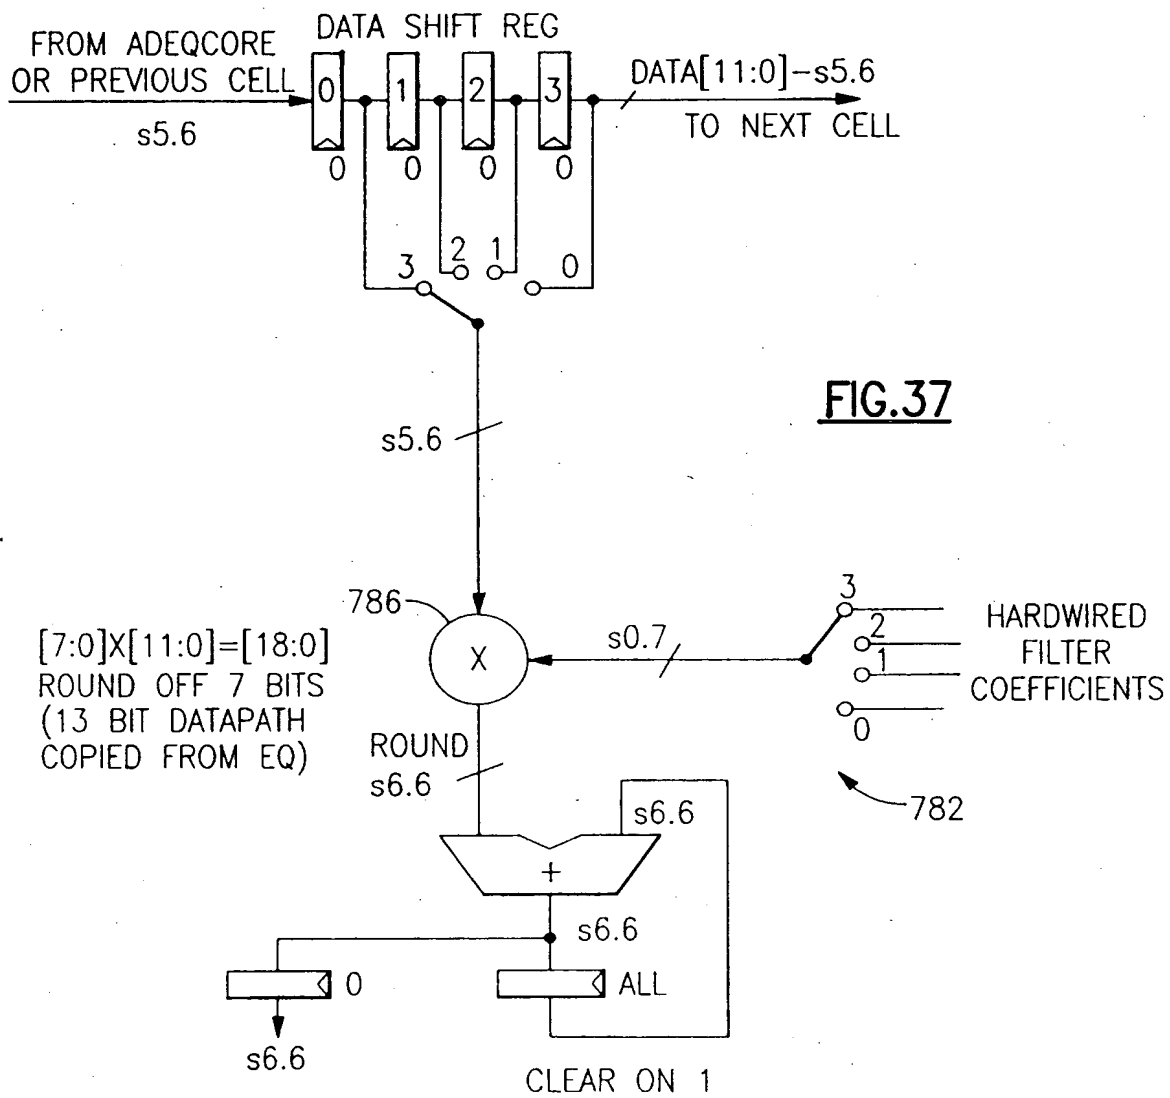 DATA SHIFT REG
FROM ADEQCORE
OR PREVIOUS CELL
s5.6
0
1
2
3
0
0
0
0
DATA[11:0]-s5.6
TO NEXT CELL
3
2
1
0
s5.6
FIG.37
786
X
s0.7
3
2
1
0
HARDWIRED
FILTER
COEFFICIENTS
782
[7:0]X[11:0]=[18:0]
ROUND OFF 7 BITS
(13 BIT DATAPATH
COPIED FROM EQ)
ROUND
s6.6
s6.6
+
s6.6
0
ALL
s6.6
CLEAR ON 1